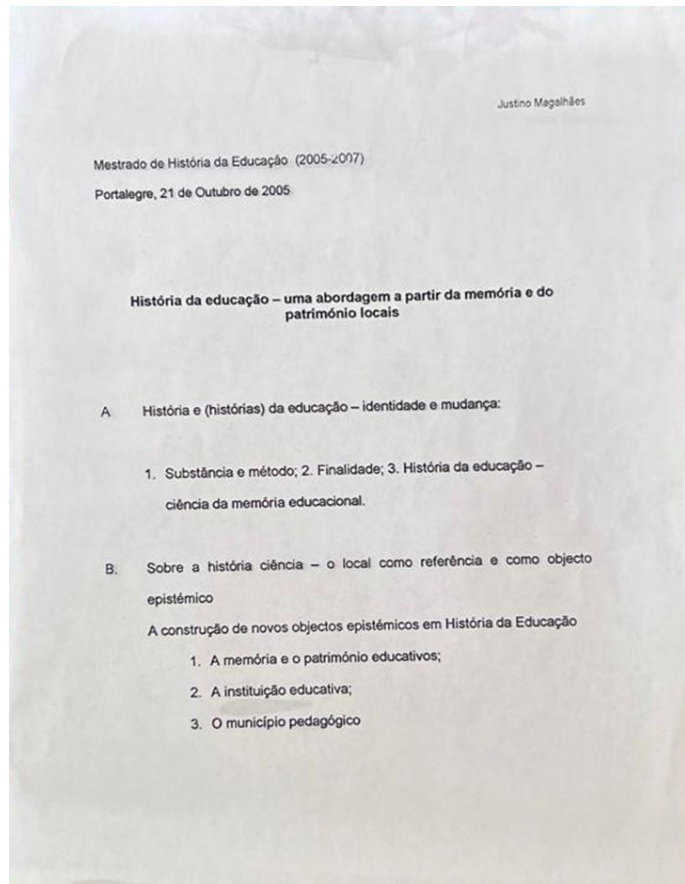 Justino Magalhães
Mestrado de História da Educação (2005-2007)
Portalegre, 21 de Outubro de 2005
História da educação – uma abordagem a partir da memória e do
património locais
A História e (histórias) da educação – identidade e mudança:
1. Substância e método; 2. Finalidade; 3. História da educação –
ciência da memória educacional.
B. Sobre a história ciência – o local como referência e como objecto
epistémico
A construção de novos objectos epistémicos em História da Educação
1. A memória e o património educativos;
2. A instituição educativa;
3. O município pedagógico